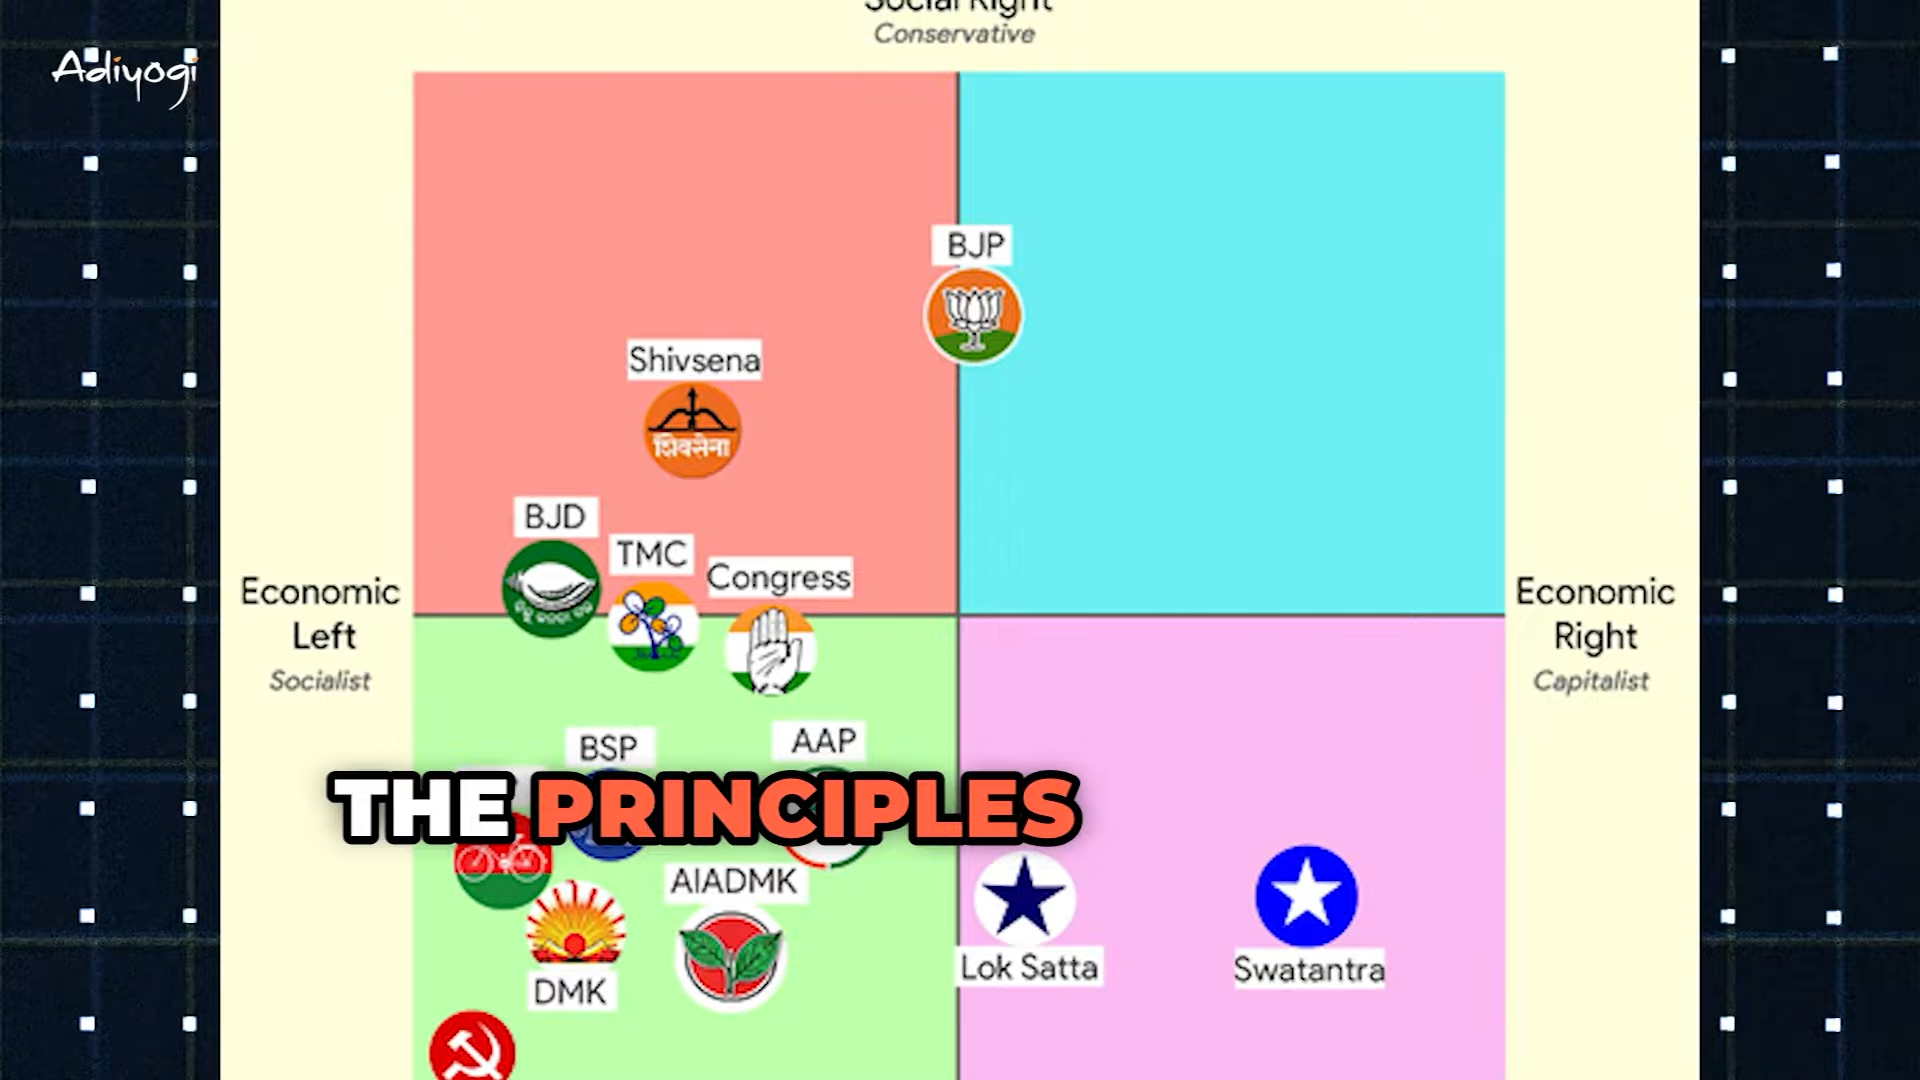 Social Right
Conservative
Adiyogi
BJP
Shivsena
शिवसेना
BJD
TMC
Congress
Economic
Left
Socialist
Economic
Right
Capitalist
BSP
AAP
THE PRINCIPLES
AIADMK
DMK
Lok Satta
Swatantra